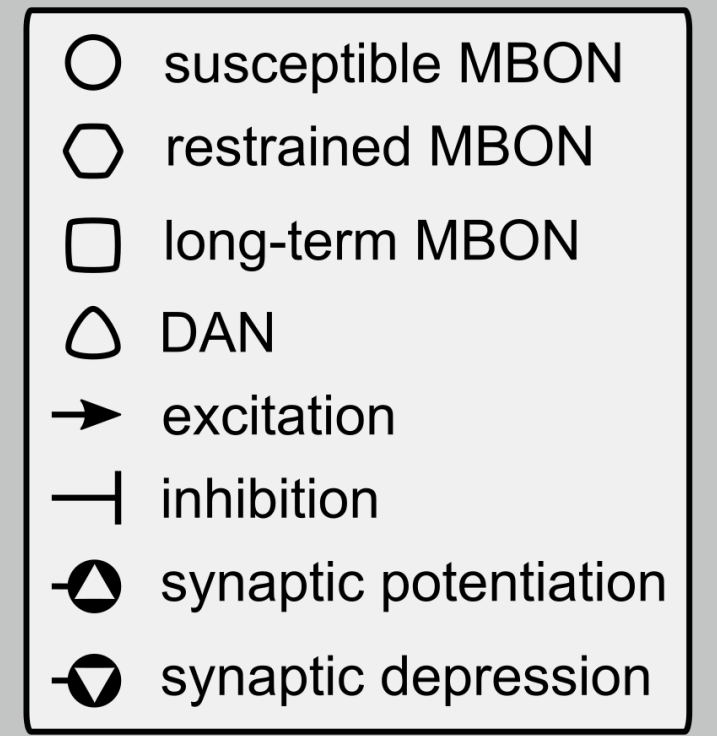 susceptible MBON
restrained MBON
long-term MBON
DAN
excitation
inhibition
synaptic potentiation
synaptic depression